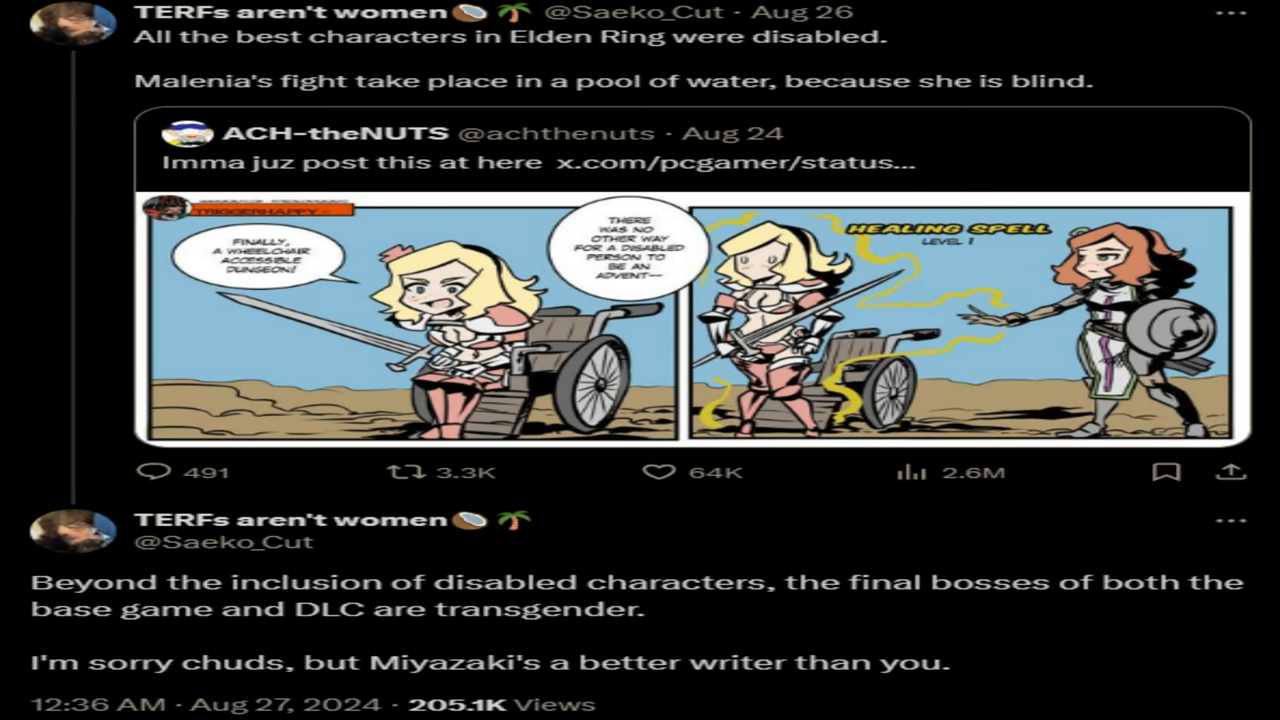 TERFs aren't women🥥🌴 @Saeko_Cut · Aug 26
All the best characters in Elden Ring were disabled.
Malenia's fight take place in a pool of water, because she is blind.
ACH-theNUTS @achthenuts · Aug 24
Imma juz post this at here x.com/pcgamer/status...
TRIGGERHAPPY
FINALLY,
A WHEELCHAIR
ACCESSIBLE
DUNGEON!
THERE
WAS NO
OTHER WAY
FOR A DISABLED
PERSON TO
BE AN
ADVENT--
HEALING SPELL
LEVEL 1
491 3.3K 64K 2.6M
TERFs aren't women🥥🌴
@Saeko_Cut
Beyond the inclusion of disabled characters, the final bosses of both the
base game and DLC are transgender.
I'm sorry chuds, but Miyazaki's a better writer than you.
12:36 AM · Aug 27, 2024 · 205.1K Views